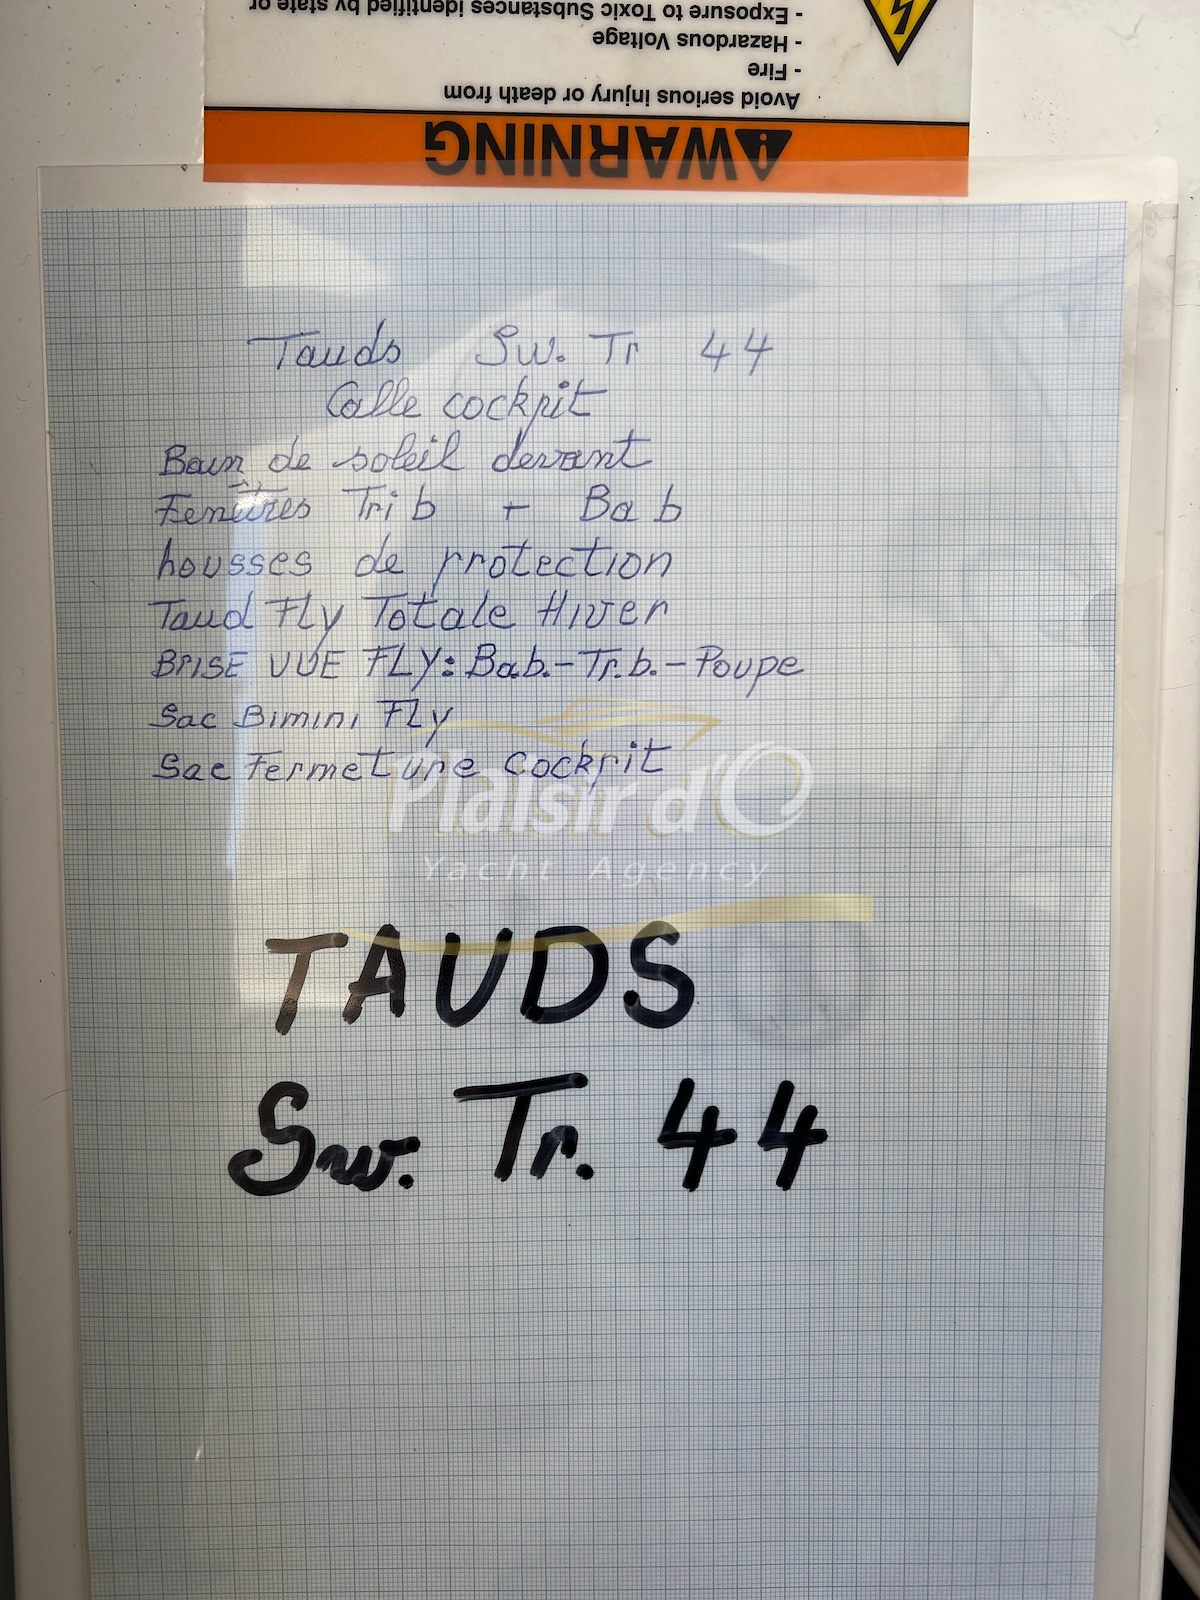 - Exposure to Toxic Substances identified by state or
- Hazardous Voltage
- Fire
Avoid serious injury or death from
WARNING
Tauds Sw. Tr 44
Calle cockpit
Bain de soleil devant
Fenêtres Trib + Bab
housses de protection
Taud Fly Totale Hiver
BRISE VUE FLY: Bab.-Tr.b.-Poupe
Sac Bimini Fly
Sac Fermeture cockpit
Plaisir d'O
Yacht Agency
TAUDS
Sw. Tr. 44